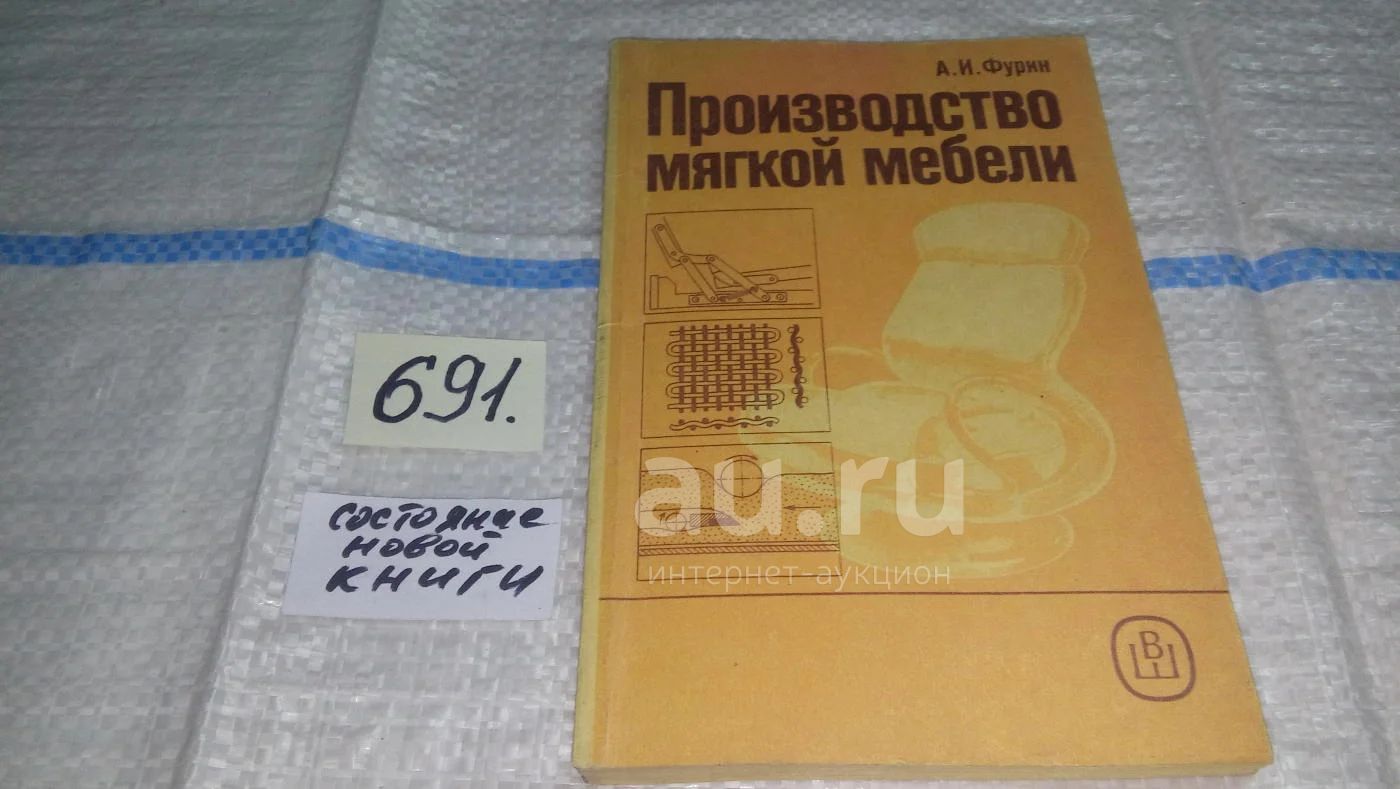 А.И.Фурин
Производство
мягкой мебели
691.
состояние
новой
книги
au.ru
интернет-аукцион
ВШ